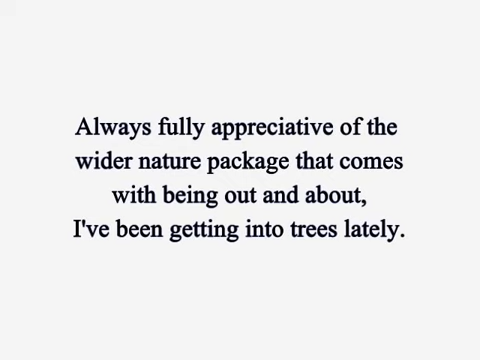 Always fully appreciative of the
wider nature package that comes
with being out and about,
I've been getting into trees lately.